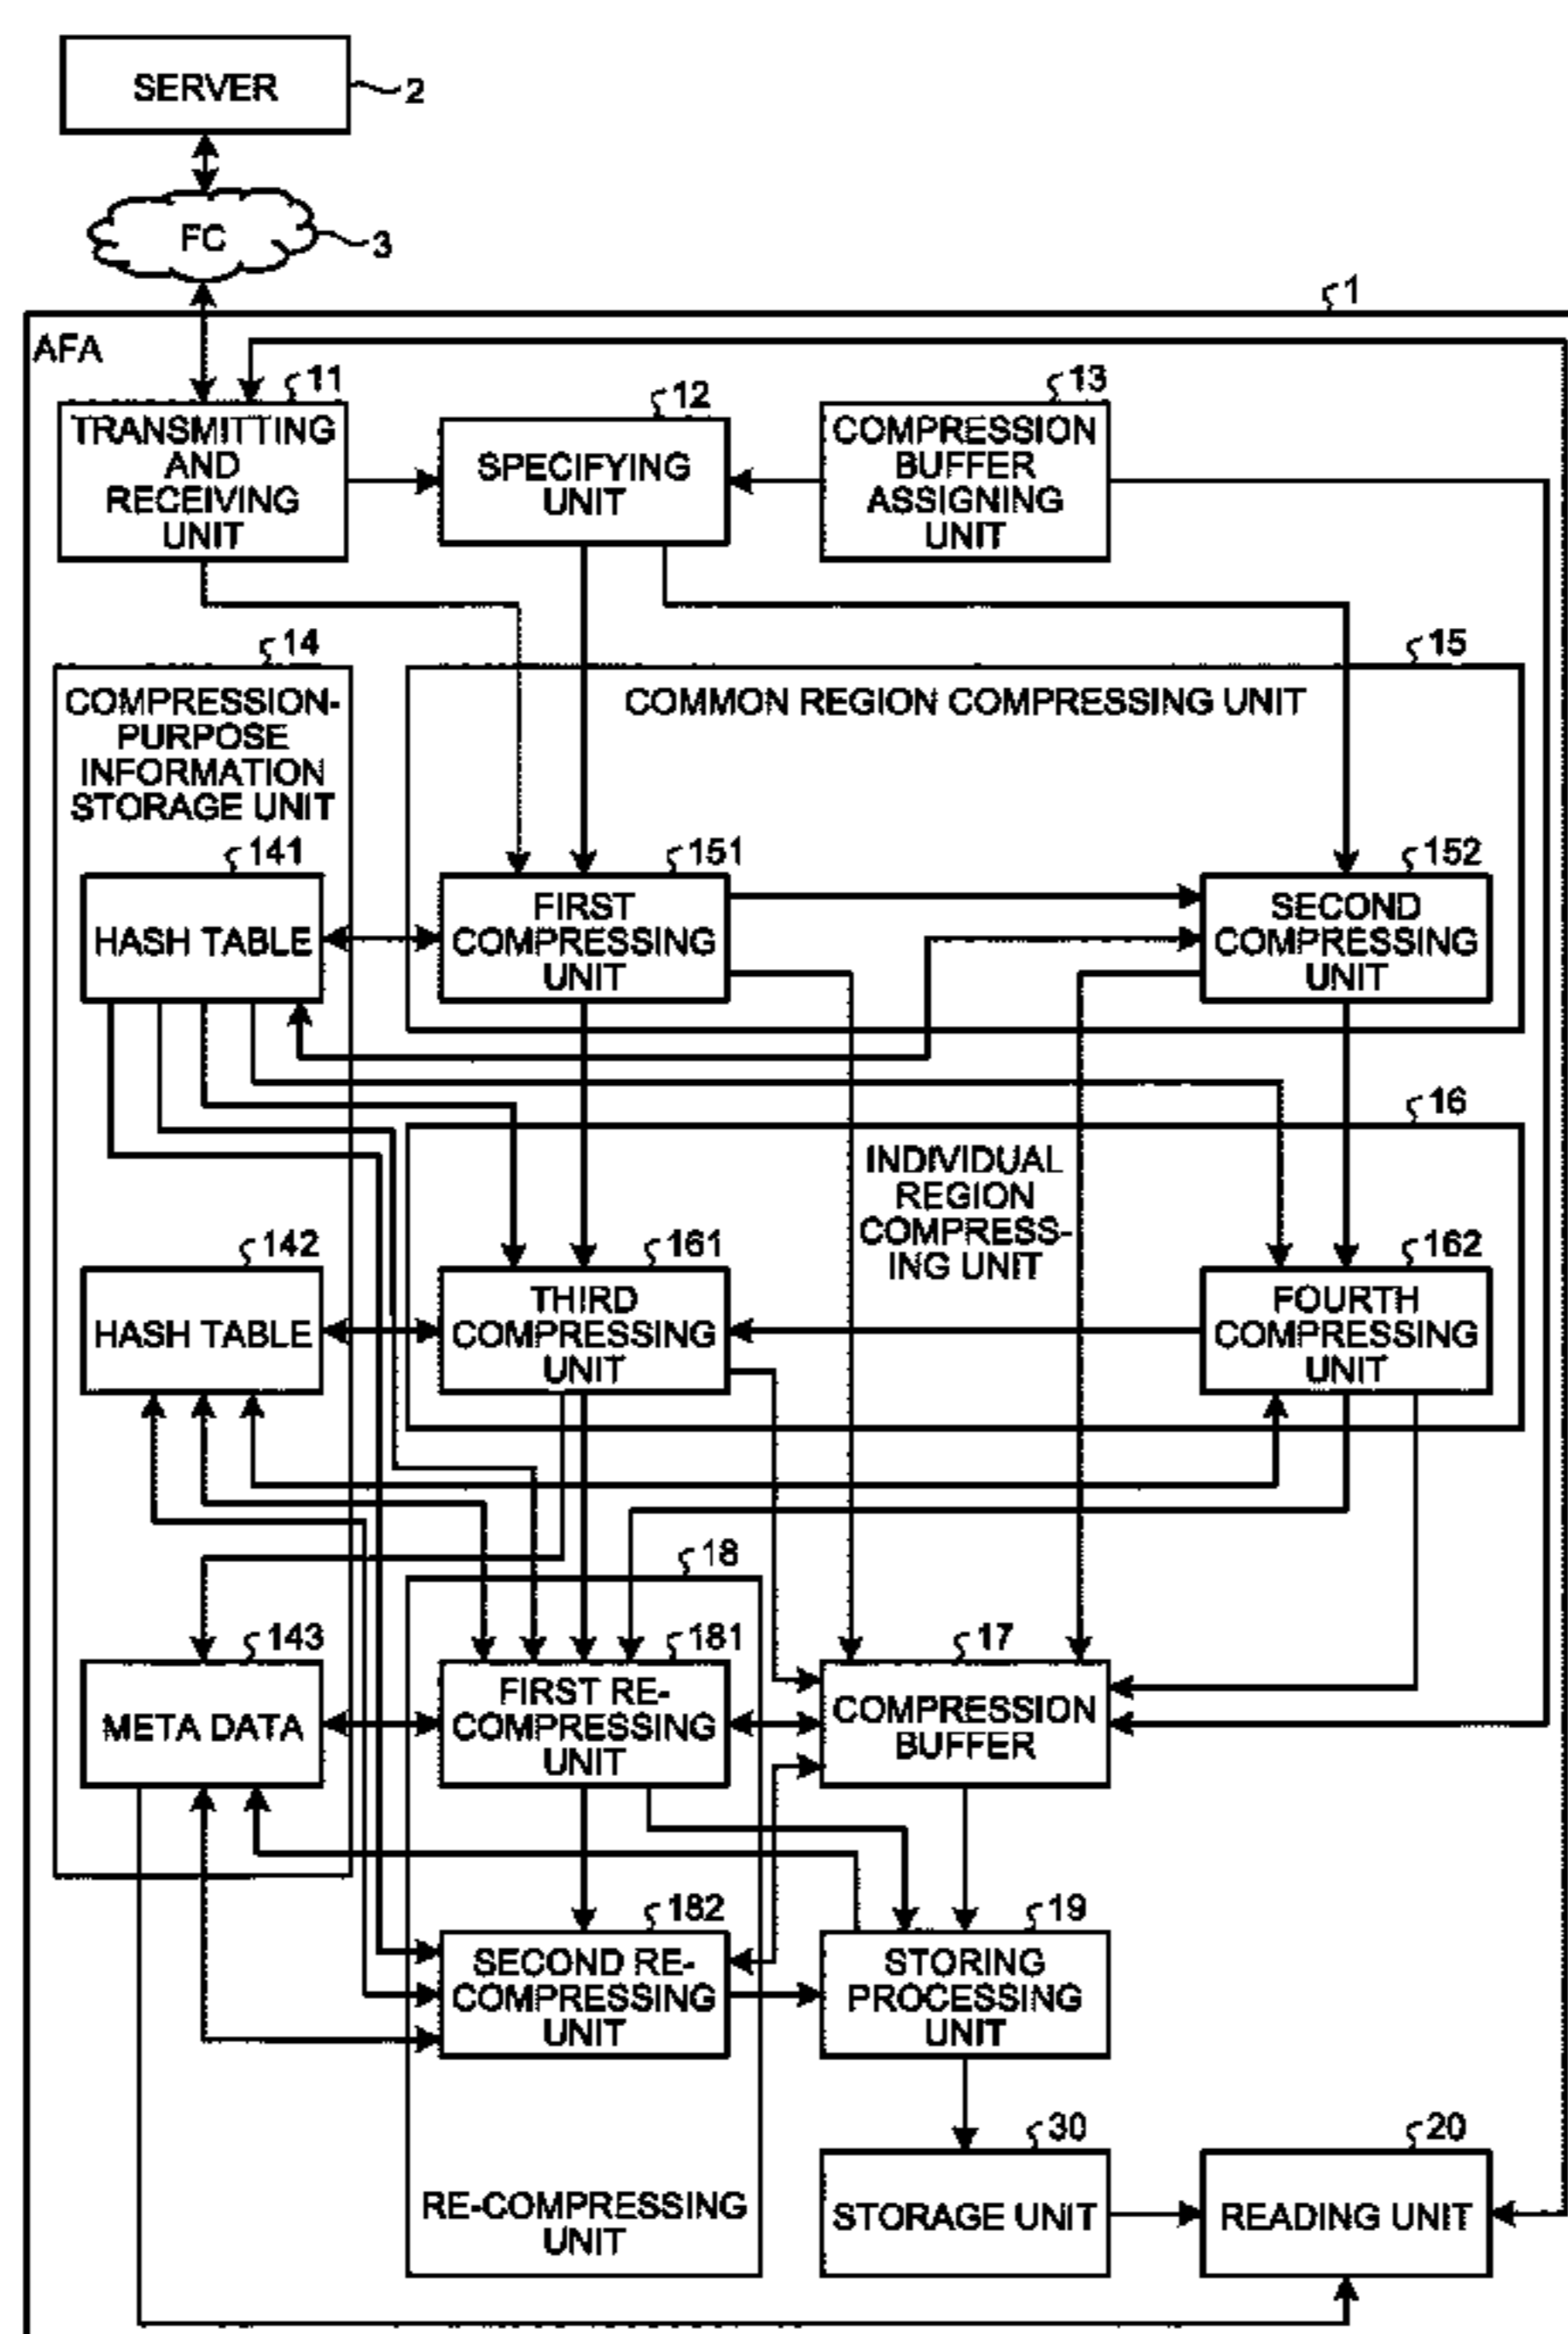 SERVER
2
FC
3
1
AFA
11
TRANSMITTING
AND
RECEIVING
UNIT
12
SPECIFYING
UNIT
13
COMPRESSION
BUFFER
ASSIGNING
UNIT
14
COMPRESSION-
PURPOSE
INFORMATION
STORAGE UNIT
15
COMMON REGION COMPRESSING UNIT
141
HASH TABLE
151
FIRST
COMPRESSING
UNIT
152
SECOND
COMPRESSING
UNIT
16
INDIVIDUAL
REGION
COMPRESS-
ING UNIT
142
HASH TABLE
161
THIRD
COMPRESSING
UNIT
162
FOURTH
COMPRESSING
UNIT
18
143
META DATA
181
FIRST RE-
COMPRESSING
UNIT
17
COMPRESSION
BUFFER
182
SECOND RE-
COMPRESSING
UNIT
19
STORING
PROCESSING
UNIT
RE-COMPRESSING
UNIT
30
STORAGE UNIT
20
READING UNIT